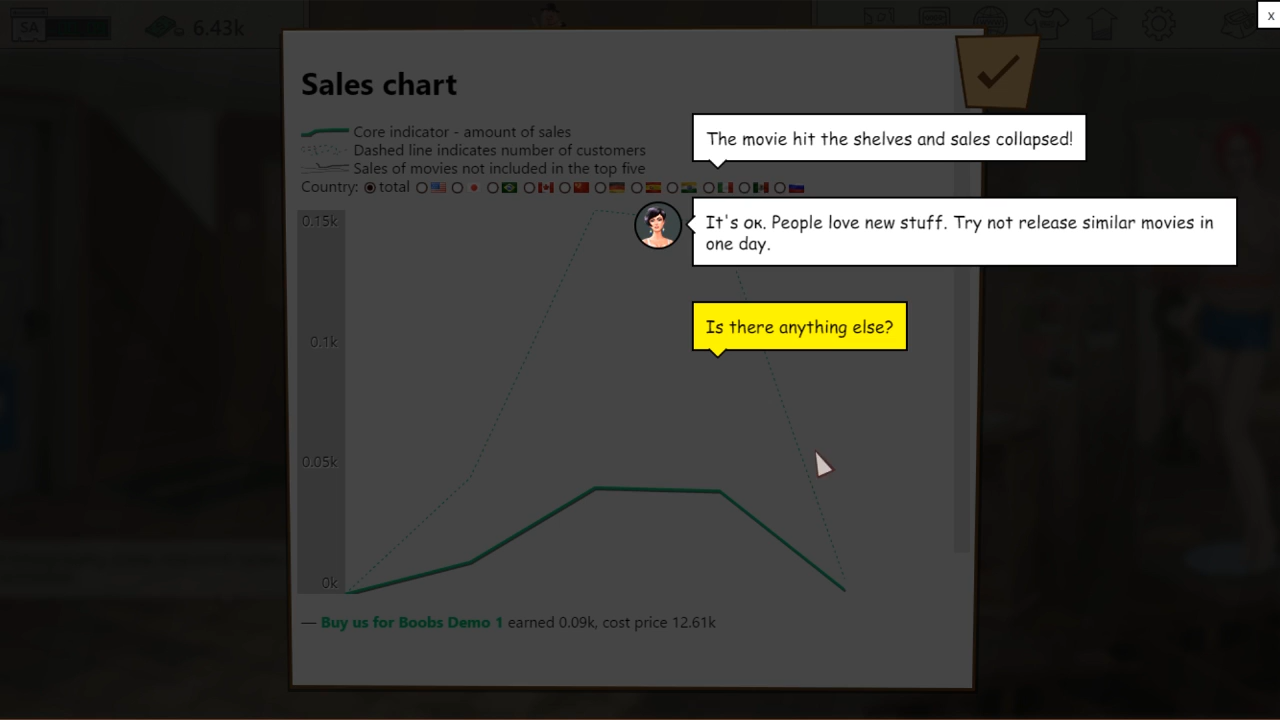 SA
6.43k
x
Sales chart
Core indicator - amount of sales
Dashed line indicates number of customers
Sales of movies not included in the top five
Country: total
The movie hit the shelves and sales collapsed!
It's ок. People love new stuff. Try not release similar movies in
one day.
Is there anything else?
0.15k
0.1k
0.05k
0k
— Buy us for Boobs Demo 1 earned 0.09k, cost price 12.61k